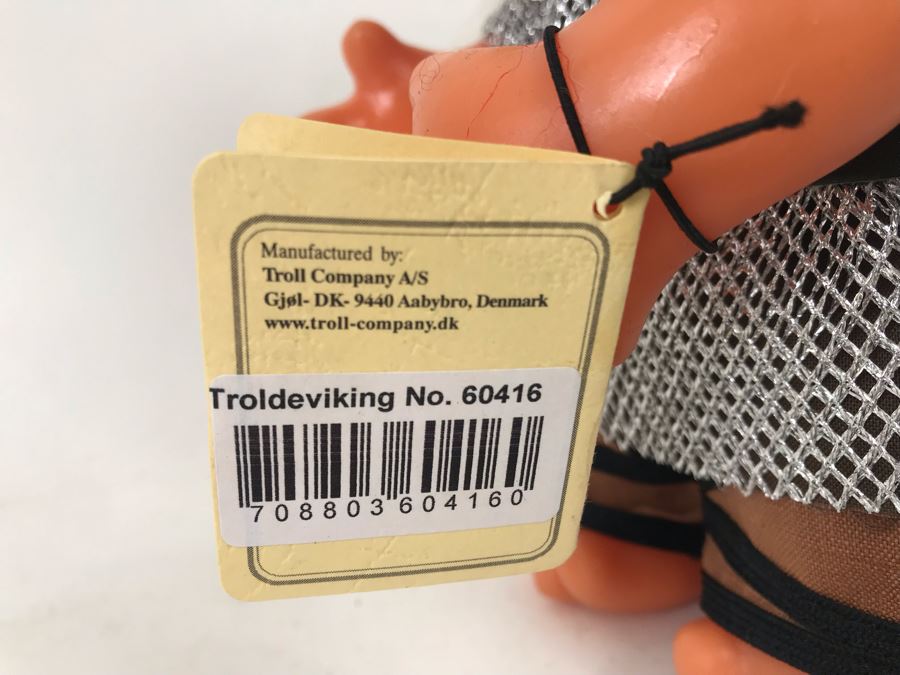 Manufactured by:
Troll Company A/S
Gjøl- DK- 9440 Aabybro, Denmark
www.troll-company.dk
Troldeviking No. 60416
708803604160